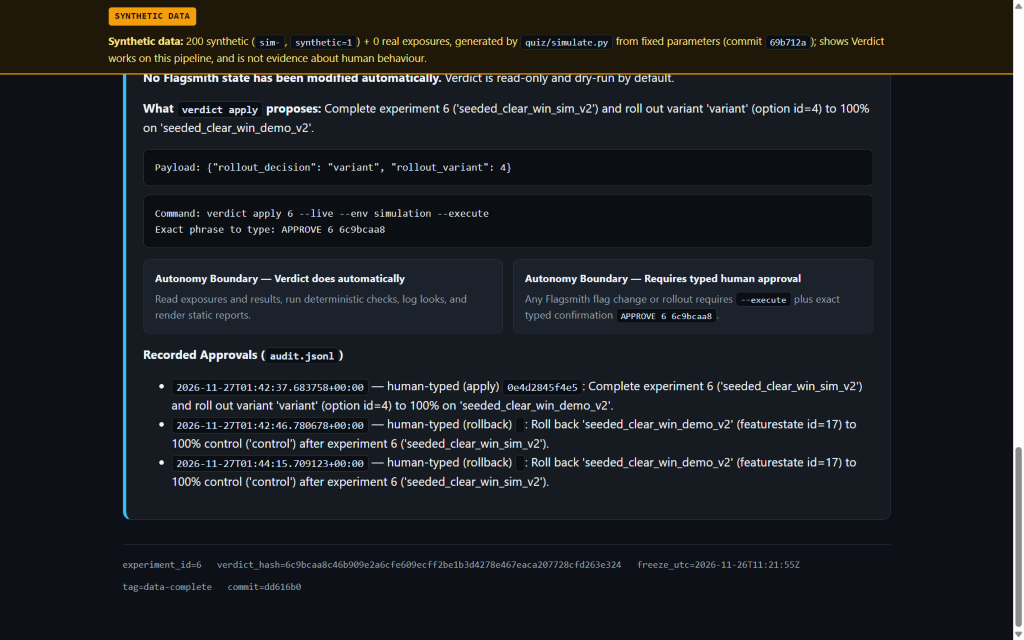 SYNTHETIC DATA
Synthetic data: 200 synthetic ( sim- , synthetic=1 ) + 0 real exposures, generated by quiz/simulate.py from fixed parameters (commit 69b712a ); shows Verdict
works on this pipeline, and is not evidence about human behaviour.
No Flagsmith state has been modified automatically. Verdict is read-only and dry-run by default.
What verdict apply proposes: Complete experiment 6 ('seeded_clear_win_sim_v2') and roll out variant 'variant' (option id=4) to 100%
on 'seeded_clear_win_demo_v2'.
Payload: {"rollout_decision": "variant", "rollout_variant": 4}
Command: verdict apply 6 --live --env simulation --execute
Exact phrase to type: APPROVE 6 6c9bcaa8
Autonomy Boundary — Verdict does automatically
Read exposures and results, run deterministic checks, log looks, and
render static reports.
Autonomy Boundary — Requires typed human approval
Any Flagsmith flag change or rollout requires --execute plus exact
typed confirmation APPROVE 6 6c9bcaa8 .
Recorded Approvals ( audit.jsonl )
• 2026-11-27T01:42:37.683758+00:00 — human-typed (apply) 0e4d2845f4e5 : Complete experiment 6 ('seeded_clear_win_sim_v2')
and roll out variant 'variant' (option id=4) to 100% on 'seeded_clear_win_demo_v2'.
• 2026-11-27T01:42:46.780678+00:00 — human-typed (rollback) : Roll back 'seeded_clear_win_demo_v2' (featurestate id=17) to
100% control ('control') after experiment 6 ('seeded_clear_win_sim_v2').
• 2026-11-27T01:44:15.709123+00:00 — human-typed (rollback) : Roll back 'seeded_clear_win_demo_v2' (featurestate id=17) to
100% control ('control') after experiment 6 ('seeded_clear_win_sim_v2').
experiment_id=6 verdict_hash=6c9bcaa8c46b909e2a6cfe609ecff2be1b3d4278e467eaca207728cfd263e324 freeze_utc=2026-11-26T11:21:55Z
tag=data-complete commit=dd616b0